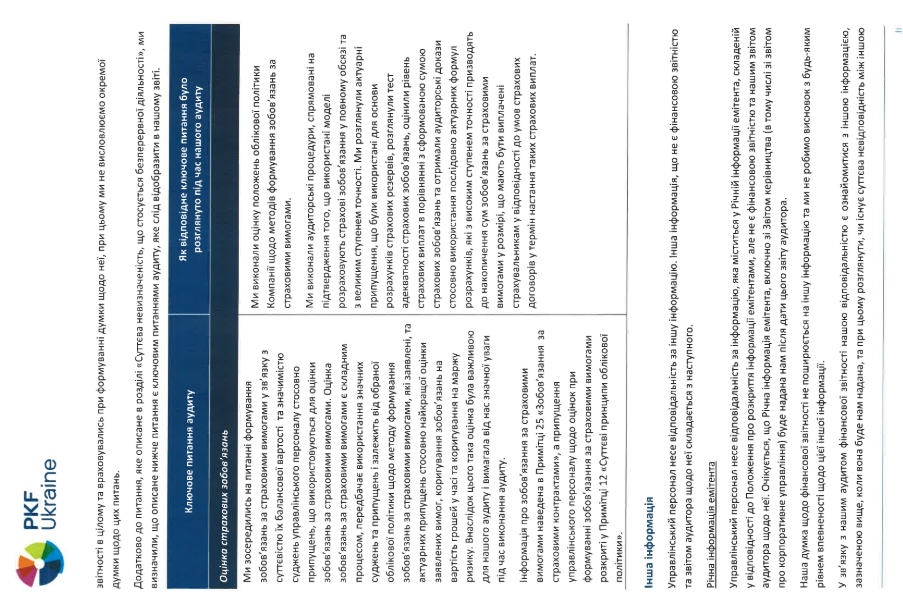 PKF
Ukraine
звітності в цілому та враховувались при формуванні думки щодо неї, при цьому ми не висловлюємо окремої
думки щодо цих питань.
Додатково до питання, яке описане в розділі «Суттєва невизначеність, що стосується безперервної діяльності», ми
визначили, що описане нижче питання є ключовим питаннями аудиту, яке слід відобразити в нашому звіті.
Ключове питання аудиту
Як відповідне ключове питання було
розглянуто під час нашого аудиту
Оцінка страхових зобов'язань
Ми зосередились на питанні формування
зобов'язань за страховими вимогами у зв'язку з
суттєвістю їх балансової вартості та значимістю
суджень управлінського персоналу стосовно
припущень, що використовуються для оцінки
зобов'язань за страховими вимогами. Оцінка
зобов'язань за страховими вимогами є складним
процесом, передбачає використання значних
суджень та припущень і залежить від обраної
облікової політики щодо методу формування
зобов'язань за страховими вимогами, які заявлені, та
актуарних припущень стосовно найкращої оцінки
заявлених вимог, коригування зобов'язань на
вартість грошей у часі та коригування на маржу
ризику. Внаслідок цього така оцінка була важливою
для нашого аудиту і вимагала від нас значної уваги
під час виконання аудиту.
Інформація про зобов'язання за страховими
вимогами наведена в Примітці 25 «Зобов'язання за
страховими контрактами», а припущення
управлінського персоналу щодо оцінок при
формуванні зобов'язання за страховими вимогами
розкриті у Примітці 12 «Суттєві принципи облікової
політики».
Ми виконали оцінку положень облікової політики
Компанії щодо методів формування зобов'язань за
страховими вимогами.
Ми виконали аудиторські процедури, спрямовані на
підтвердження того, що використані моделі
розраховують страхові зобов'язання у повному обсязі та
з великим ступенем точності. Ми розглянули актуарні
припущення, що були використані для основи
розрахунків страхових резервів, розглянули тест
адекватності страхових зобов'язань, оцінили рівень
страхових виплат в порівнянні з сформованою сумою
страхових зобов'язань та отримали аудиторські докази
стосовно використання послідовно актуарних формул
розрахунків, які з високим ступенем точності призводять
до накопичення сум зобов'язань за страховими
вимогами у розмірі, що мають бути виплачені
страхувальникам у відповідності до умов страхових
договорів у термін настання таких страхових виплат.
Інша інформація
Управлінський персонал несе відповідальність за іншу інформацію. Інша інформація, що не є фінансовою звітністю
та звітом аудитора щодо неї складається з наступного.
Річна інформація емітента
Управлінський персонал несе відповідальність за інформацію, яка міститься у Річній інформації емітента, складеній
у відповідності до Положення про розкриття інформації емітентами, але не є фінансовою звітністю та нашим звітом
аудитора щодо неї. Очікується, що Річна інформація емітента, включно зі Звітом керівництва (в тому числі зі звітом
про корпоративне управління) буде надана нам після дати цього звіту аудитора.
Наша думка щодо фінансової звітності не поширюється на іншу інформацію та ми не робимо висновок з будь-яким
рівнем впевненості щодо цієї іншої інформації.
У зв'язку з нашим аудитом фінансової звітності нашою відповідальністю є ознайомитися з іншою інформацією,
зазначеною вище, коли вона буде нам надана, та при цьому розглянути, чи існує суттєва невідповідність між іншою